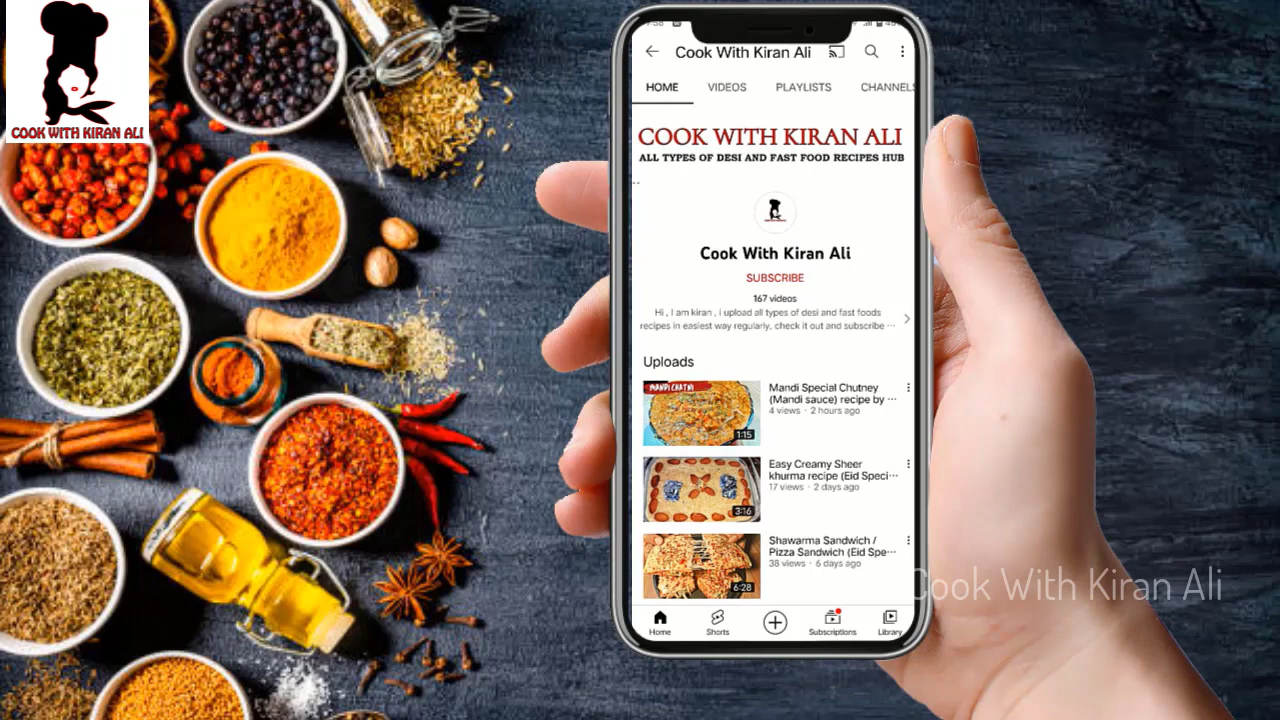 COOK WITH KIRAN ALI
Cook With Kiran Ali
HOME VIDEOS PLAYLISTS CHANNELS
COOK WITH KIRAN ALI
ALL TYPES OF DESI AND FAST FOOD RECIPES HUB
Cook With Kiran Ali
SUBSCRIBE
167 videos
Hi , I am kiran , i upload all types of desi and fast foods
recipes in easiest way regularly, check it out and subscribe ...
Uploads
MANDI CHATNI
1:15
Mandi Special Chutney
(Mandi sauce) recipe by ...
4 views · 2 hours ago
3:16
Easy Creamy Sheer
khurma recipe (Eid Speci...
17 views · 2 days ago
6:28
Shawarma Sandwich /
Pizza Sandwich (Eid Spe...
38 views · 6 days ago
Home Shorts Subscriptions Library
Cook With Kiran Ali